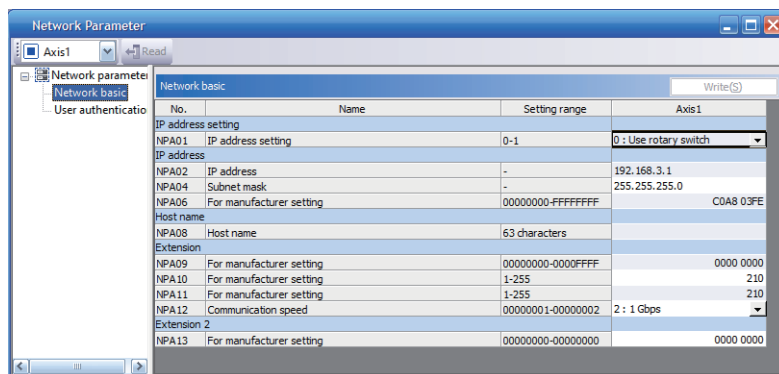 Network Parameter
Axis1 Read
Network parameter
Network basic
User authenticatio
Network basic Write(S)
No. Name Setting range Axis1
IP address setting
NPA01 IP address setting 0-1 0 : Use rotary switch
IP address
NPA02 IP address - 192.168.3.1
NPA04 Subnet mask - 255.255.255.0
NPA06 For manufacturer setting 00000000-FFFFFFFF C0A8 03FE
Host name
NPA08 Host name 63 characters
Extension
NPA09 For manufacturer setting 00000000-0000FFFF 0000 0000
NPA10 For manufacturer setting 1-255 210
NPA11 For manufacturer setting 1-255 210
NPA12 Communication speed 00000001-00000002 2 : 1 Gbps
Extension 2
NPA13 For manufacturer setting 00000000-00000000 0000 0000